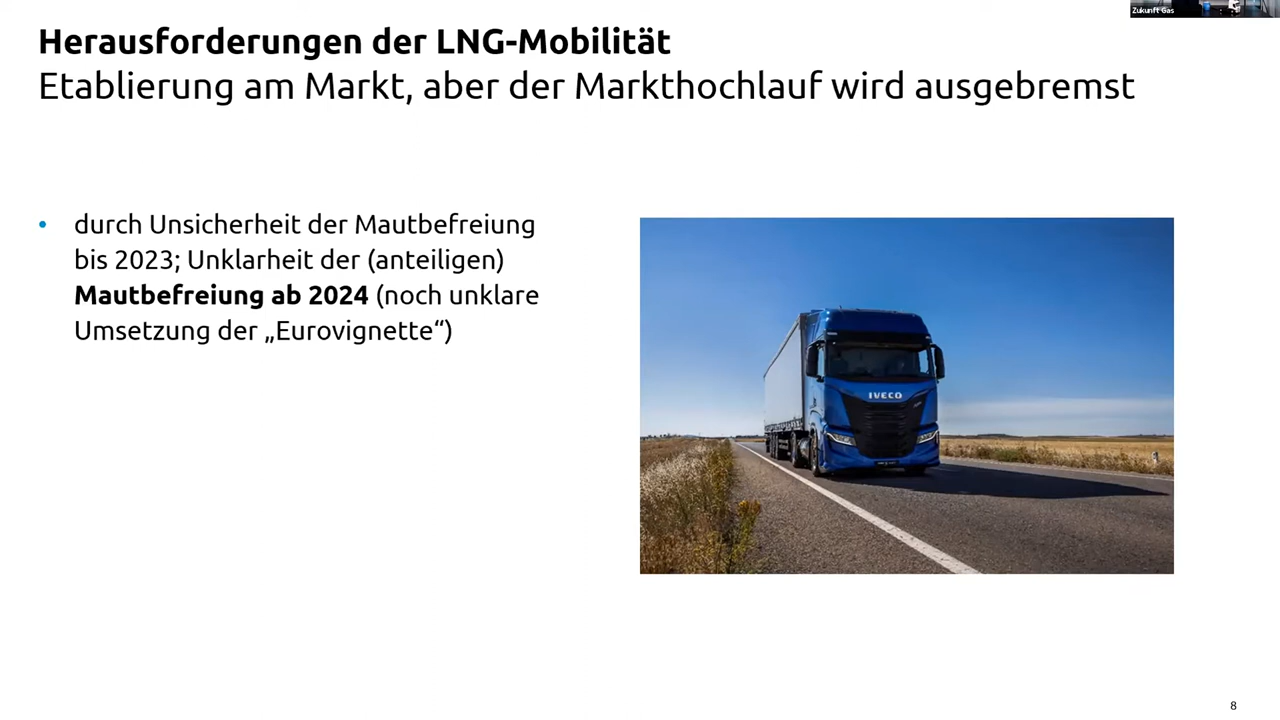 Zukunft Gas
Herausforderungen der LNG-Mobilität
Etablierung am Markt, aber der Markthochlauf wird ausgebremst
• durch Unsicherheit der Mautbefreiung
bis 2023; Unklarheit der (anteiligen)
Mautbefreiung ab 2024 (noch unklare
Umsetzung der „Eurovignette“)
IVECO
8